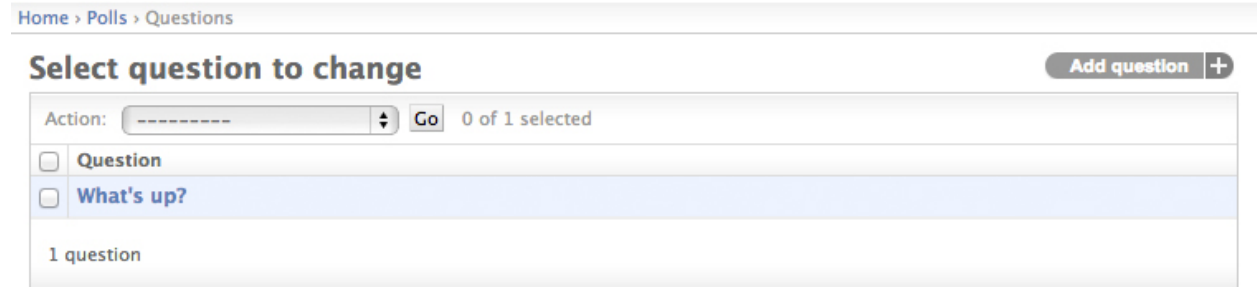 Home › Polls › Questions
Select question to change
Add question +
Action: --------- Go 0 of 1 selected
Question
What's up?
1 question